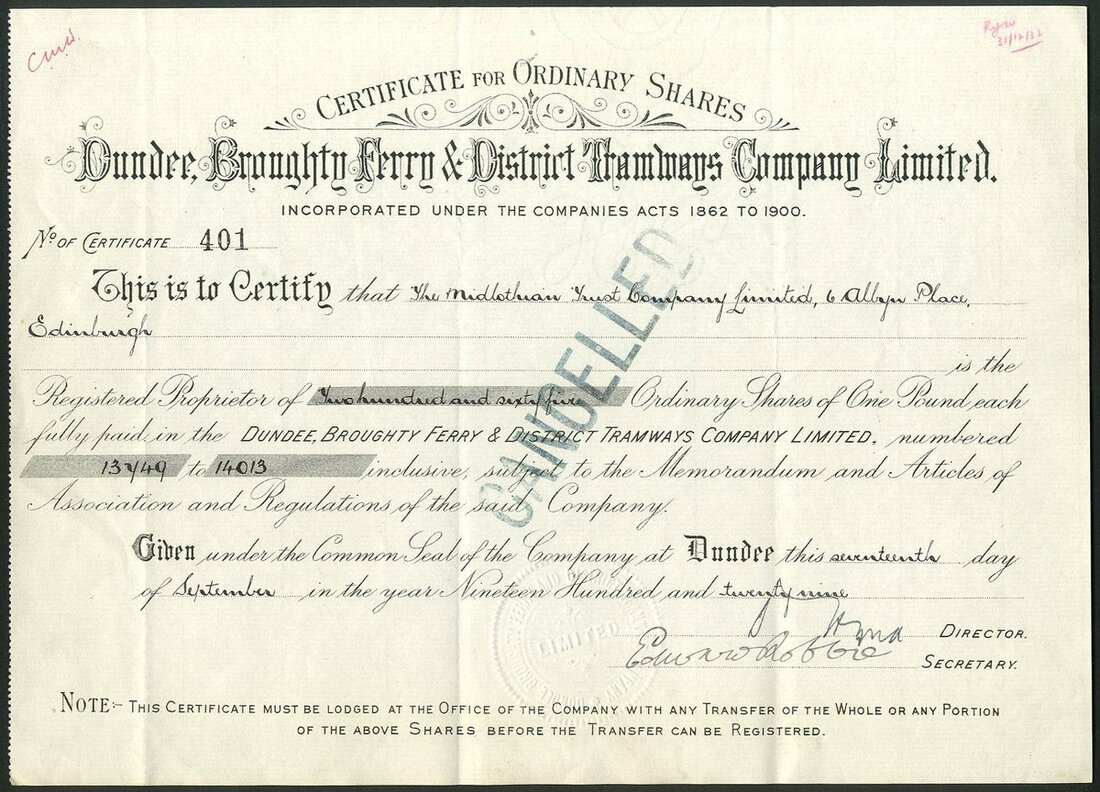 C.M.W.
31/12/32
CERTIFICATE FOR ORDINARY SHARES
Dundee, Broughty Ferry & District Tramways Company Limited.
INCORPORATED UNDER THE COMPANIES ACTS 1862 TO 1900.
No OF CERTIFICATE 401
This is to Certify that The Midlothian Trust Company Limited, 6 Albyn Place,
Edinburgh
is the
Registered Proprietor of Two hundred and sixty five Ordinary Shares of One Pound each
fully paid in the DUNDEE, BROUGHTY FERRY & DISTRICT TRAMWAYS COMPANY LIMITED, numbered
13749 to 14013 inclusive, subject to the Memorandum and Articles of
Association and Regulations of the said Company.
CANCELLED
Given under the Common Seal of the Company at Dundee this seventeenth day
of September in the year Nineteen Hundred and twenty nine
DIRECTOR.
Edward Robbie SECRETARY.
LIMITED
NOTE:- THIS CERTIFICATE MUST BE LODGED AT THE OFFICE OF THE COMPANY WITH ANY TRANSFER OF THE WHOLE OR ANY PORTION
OF THE ABOVE SHARES BEFORE THE TRANSFER CAN BE REGISTERED.